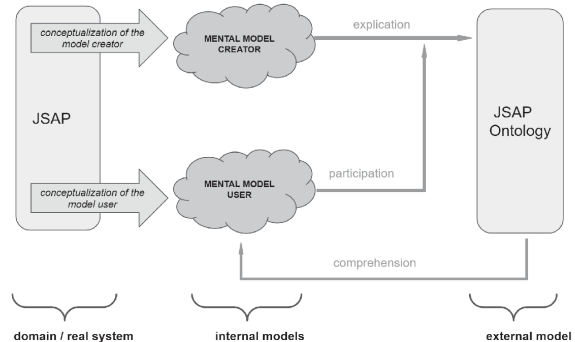 conceptualization of the
model creator
MENTAL MODEL
CREATOR
explication
JSAP
JSAP
Ontology
conceptualization of the
model user
MENTAL MODEL
USER
participation
comprehension
domain / real system
internal models
external model